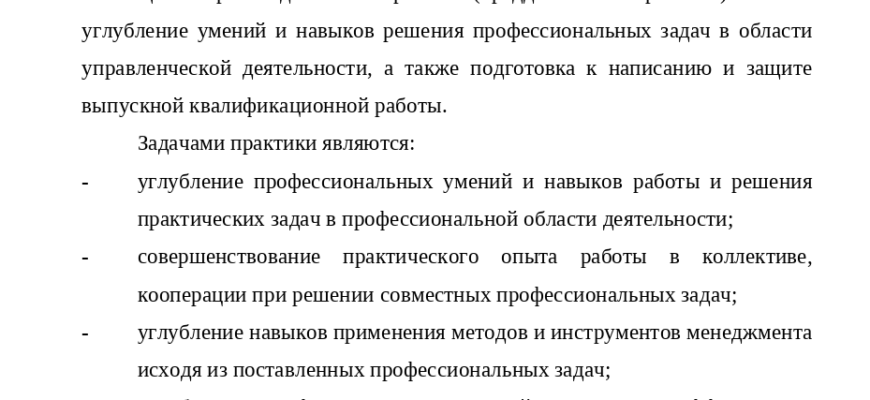 углубление умений и навыков решения профессиональных задач в области
управленческой деятельности, а также подготовка к написанию и защите
выпускной квалификационной работы.
Задачами практики являются:
- углубление профессиональных умений и навыков работы и решения
практических задач в профессиональной области деятельности;
- совершенствование практического опыта работы в коллективе,
кооперации при решении совместных профессиональных задач;
- углубление навыков применения методов и инструментов менеджмента
исходя из поставленных профессиональных задач;